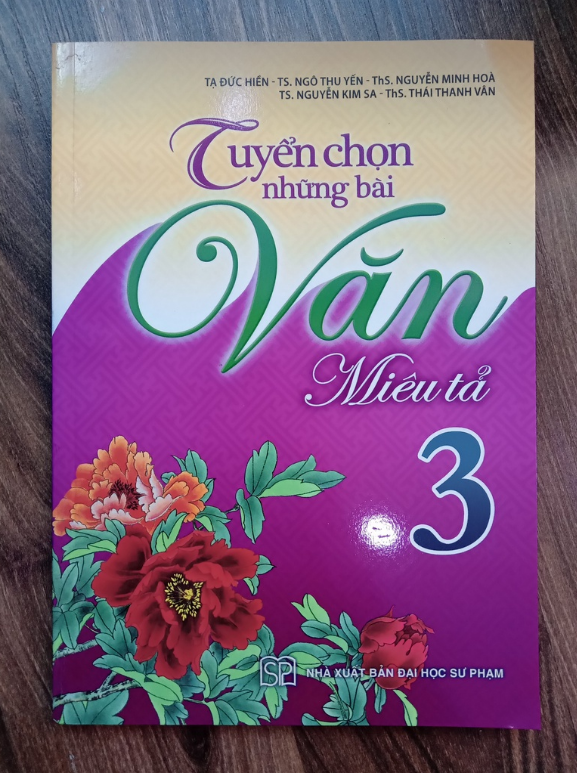 TẠ ĐỨC HIỀN - TS. NGÔ THU YẾN - ThS. NGUYỄN MINH HOÀ
TS. NGUYỄN KIM SA - ThS. THÁI THANH VÂN
Tuyển chọn
những bài
Văn
Miêu tả
3
SP NHÀ XUẤT BẢN ĐẠI HỌC SƯ PHẠM